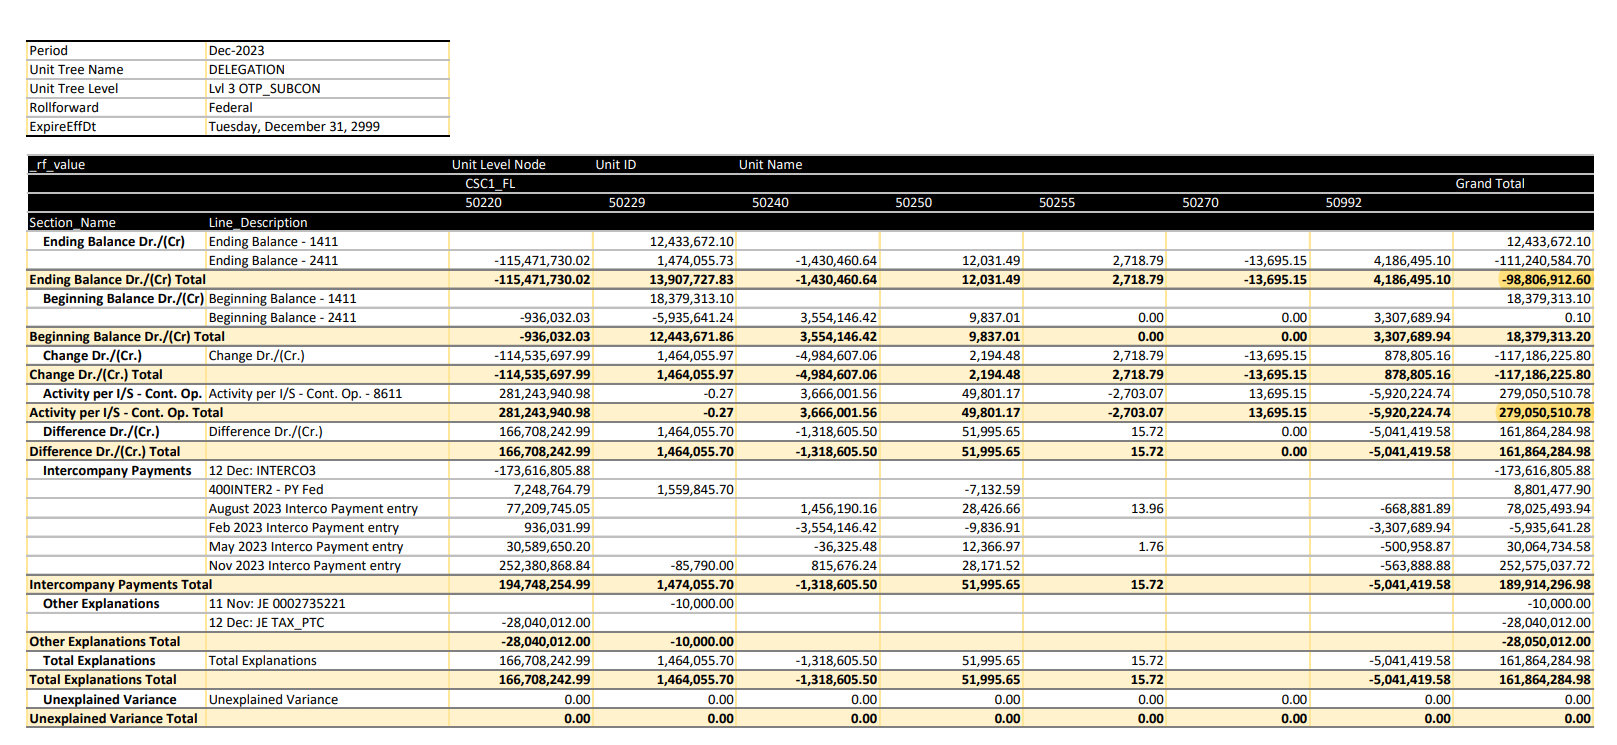 Period Dec-2023
Unit Tree Name DELEGATION
Unit Tree Level Lvl 3 OTP_SUBCON
Rollforward Federal
ExpireEffDt Tuesday, December 31, 2999
_rf_value Unit Level Node Unit ID Unit Name
CSC1_FL Grand Total
50220 50229 50240 50250 50255 50270 50992
Section_Name Line_Description
Ending Balance Dr./(Cr) Ending Balance - 1411 12,433,672.10 12,433,672.10
Ending Balance - 2411 -115,471,730.02 1,474,055.73 -1,430,460.64 12,031.49 2,718.79 -13,695.15 4,186,495.10 -111,240,584.70
Ending Balance Dr./(Cr) Total -115,471,730.02 13,907,727.83 -1,430,460.64 12,031.49 2,718.79 -13,695.15 4,186,495.10 -98,806,912.60
Beginning Balance Dr./(Cr) Beginning Balance - 1411 18,379,313.10 18,379,313.10
Beginning Balance - 2411 -936,032.03 -5,935,641.24 3,554,146.42 9,837.01 0.00 0.00 3,307,689.94 0.10
Beginning Balance Dr./(Cr) Total -936,032.03 12,443,671.86 3,554,146.42 9,837.01 0.00 0.00 3,307,689.94 18,379,313.20
Change Dr./(Cr.) Change Dr./(Cr.) -114,535,697.99 1,464,055.97 -4,984,607.06 2,194.48 2,718.79 -13,695.15 878,805.16 -117,186,225.80
Change Dr./(Cr.) Total -114,535,697.99 1,464,055.97 -4,984,607.06 2,194.48 2,718.79 -13,695.15 878,805.16 -117,186,225.80
Activity per I/S - Cont. Op. Activity per I/S - Cont. Op. - 8611 281,243,940.98 -0.27 3,666,001.56 49,801.17 -2,703.07 13,695.15 -5,920,224.74 279,050,510.78
Activity per I/S - Cont. Op. Total 281,243,940.98 -0.27 3,666,001.56 49,801.17 -2,703.07 13,695.15 -5,920,224.74 279,050,510.78
Difference Dr./(Cr.) Difference Dr./(Cr.) 166,708,242.99 1,464,055.70 -1,318,605.50 51,995.65 15.72 0.00 -5,041,419.58 161,864,284.98
Difference Dr./(Cr.) Total 166,708,242.99 1,464,055.70 -1,318,605.50 51,995.65 15.72 0.00 -5,041,419.58 161,864,284.98
Intercompany Payments 12 Dec: INTERCO3 -173,616,805.88 -173,616,805.88
400INTER2 - PY Fed 7,248,764.79 1,559,845.70 -7,132.59 8,801,477.90
August 2023 Interco Payment entry 77,209,745.05 1,456,190.16 28,426.66 13.96 -668,881.89 78,025,493.94
Feb 2023 Interco Payment entry 936,031.99 -3,554,146.42 -9,836.91 -3,307,689.94 -5,935,641.28
May 2023 Interco Payment entry 30,589,650.20 -36,325.48 12,366.97 1.76 -500,958.87 30,064,734.58
Nov 2023 Interco Payment entry 252,380,868.84 -85,790.00 815,676.24 28,171.52 -563,888.88 252,575,037.72
Intercompany Payments Total 194,748,254.99 1,474,055.70 -1,318,605.50 51,995.65 15.72 -5,041,419.58 189,914,296.98
Other Explanations 11 Nov: JE 0002735221 -10,000.00 -10,000.00
12 Dec: JE TAX_PTC -28,040,012.00 -28,040,012.00
Other Explanations Total -28,040,012.00 -10,000.00 -28,050,012.00
Total Explanations Total Explanations 166,708,242.99 1,464,055.70 -1,318,605.50 51,995.65 15.72 -5,041,419.58 161,864,284.98
Total Explanations Total 166,708,242.99 1,464,055.70 -1,318,605.50 51,995.65 15.72 -5,041,419.58 161,864,284.98
Unexplained Variance Unexplained Variance 0.00 0.00 0.00 0.00 0.00 0.00 0.00 0.00
Unexplained Variance Total 0.00 0.00 0.00 0.00 0.00 0.00 0.00 0.00